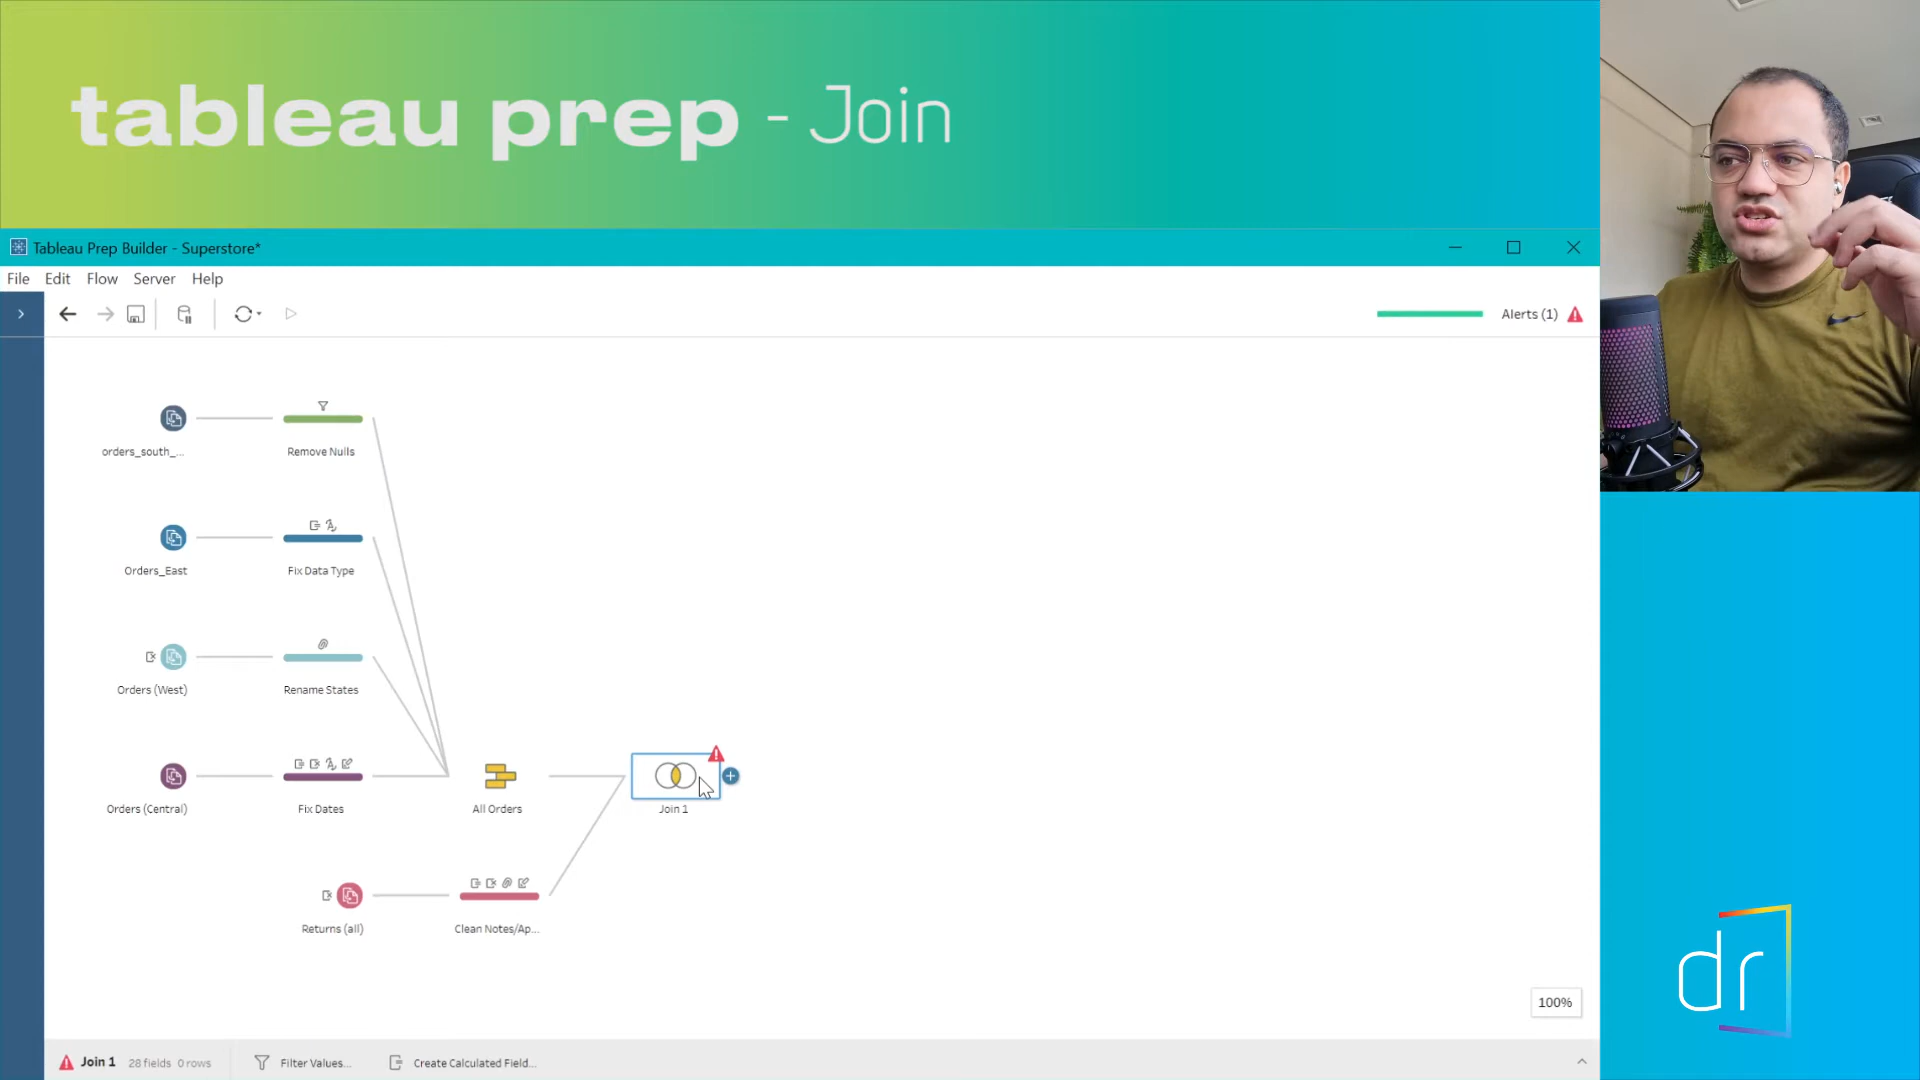 tableau prep - Join
Tableau Prep Builder - Superstore*
File Edit Flow Server Help
Alerts (1)
orders_south_...
Remove Nulls
Orders_East
Fix Data Type
Orders (West)
Rename States
Orders (Central)
Fix Dates
All Orders
Join 1
Returns (all)
Clean Notes/Ap...
dr
100%
Join 1 28 fields 0 rows Filter Values... Create Calculated Field...